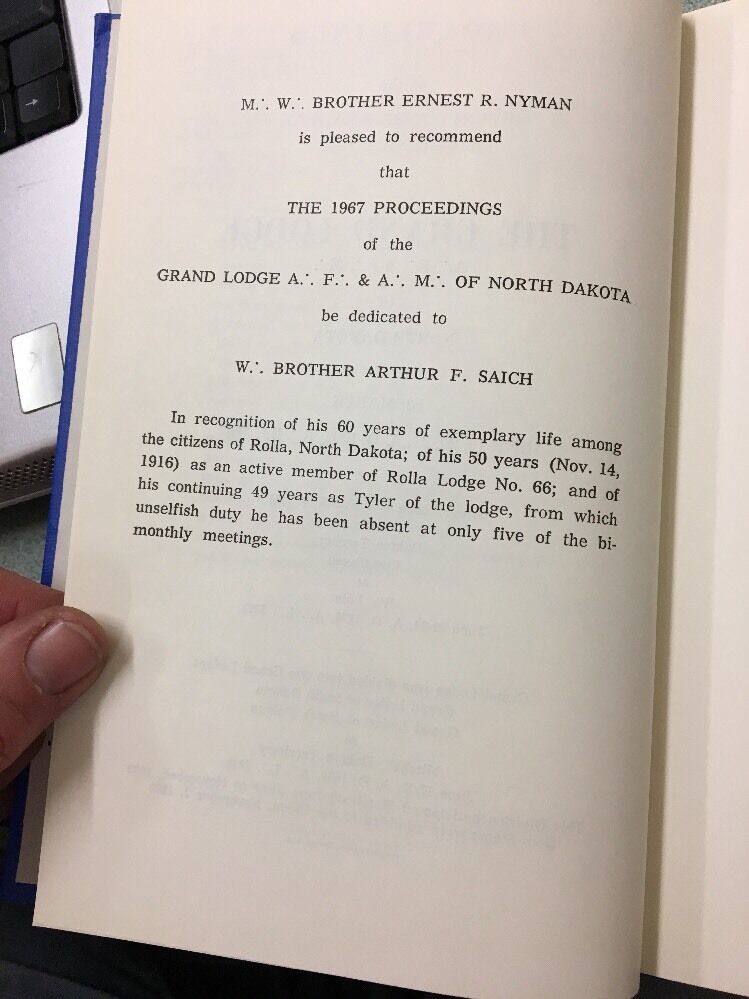 M.˙. W.˙. BROTHER ERNEST R. NYMAN
is pleased to recommend
that
THE 1967 PROCEEDINGS
of the
GRAND LODGE A.˙. F.˙. & A.˙. M.˙. OF NORTH DAKOTA
be dedicated to
W.˙. BROTHER ARTHUR F. SAICH
In recognition of his 60 years of exemplary life among
the citizens of Rolla, North Dakota; of his 50 years (Nov. 14,
1916) as an active member of Rolla Lodge No. 66; and of
his continuing 49 years as Tyler of the lodge, from which
unselfish duty he has been absent at only five of the bi-
monthly meetings.